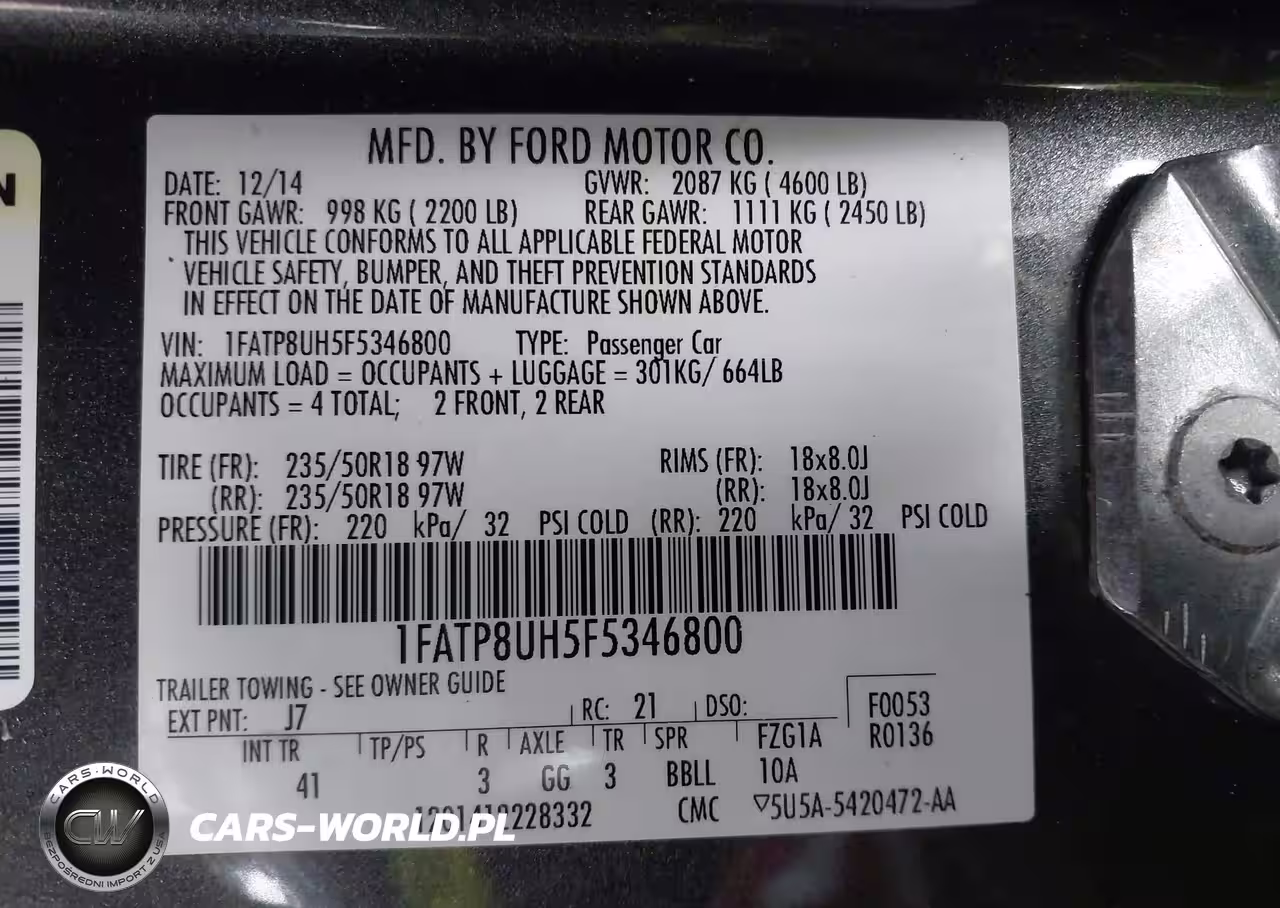 N
MFD. BY FORD MOTOR CO.
DATE: 12/14 GVWR: 2087 KG ( 4600 LB)
FRONT GAWR: 998 KG ( 2200 LB) REAR GAWR: 1111 KG ( 2450 LB)
THIS VEHICLE CONFORMS TO ALL APPLICABLE FEDERAL MOTOR
VEHICLE SAFETY, BUMPER, AND THEFT PREVENTION STANDARDS
IN EFFECT ON THE DATE OF MANUFACTURE SHOWN ABOVE.
VIN: 1FATP8UH5F5346800 TYPE: Passenger Car
MAXIMUM LOAD = OCCUPANTS + LUGGAGE = 301KG/ 664LB
OCCUPANTS = 4 TOTAL; 2 FRONT, 2 REAR
TIRE (FR): 235/50R18 97W RIMS (FR): 18x8.0J
(RR): 235/50R18 97W (RR): 18x8.0J
PRESSURE (FR): 220 kPa/ 32 PSI COLD (RR): 220 kPa/ 32 PSI COLD
1FATP8UH5F5346800
TRAILER TOWING - SEE OWNER GUIDE
EXT PNT: J7 RC: 21 DSO: F0053
INT TR TP/PS R AXLE TR SPR FZG1A R0136
41 3 GG 3 BBLL 10A
CMC ▽5U5A-5420472-AA
CARS-WORLD.PL
CARS-WORLD
CW
BEZPOŚREDNI IMPORT Z USA